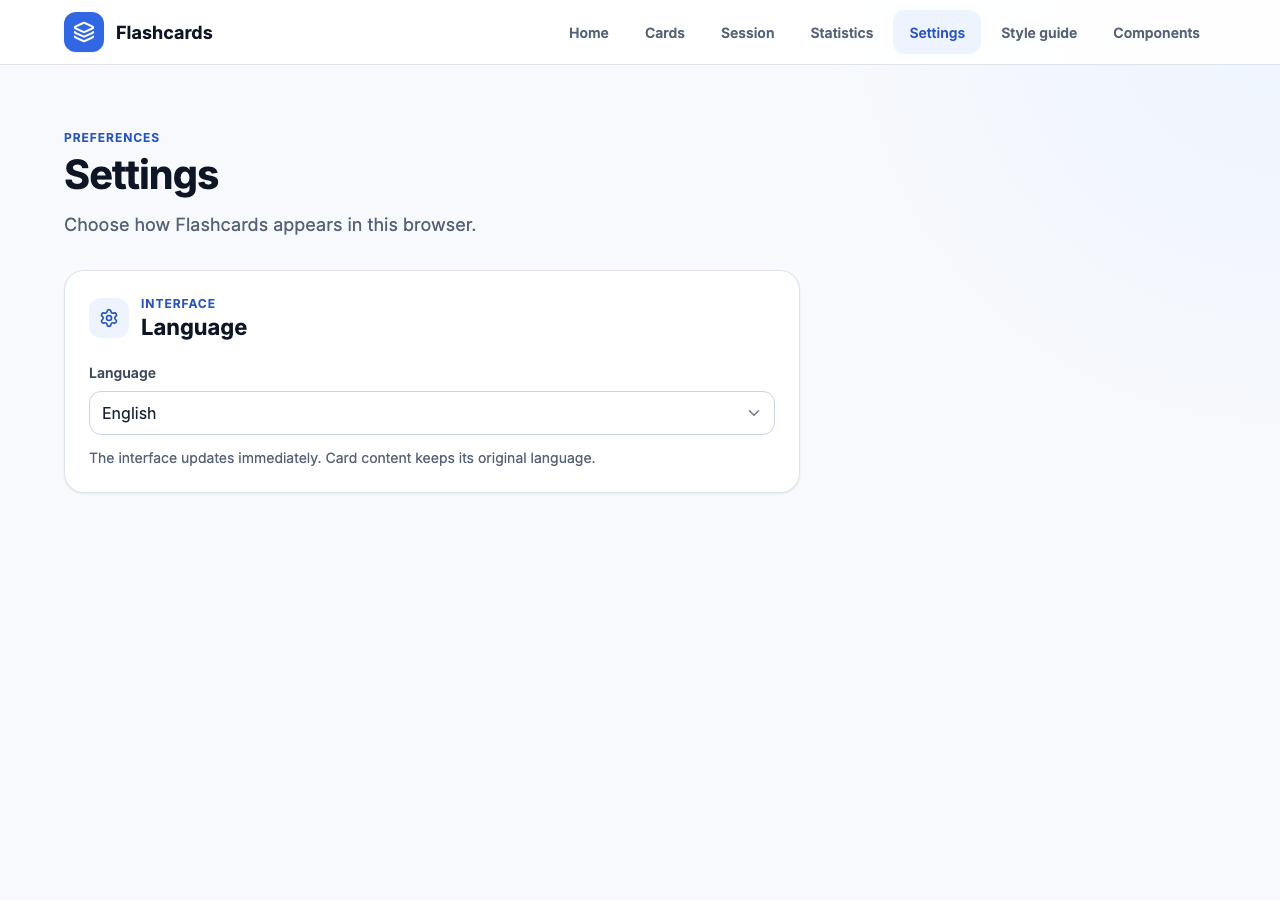 Flashcards
Home Cards Session Statistics Settings Style guide Components
PREFERENCES
Settings
Choose how Flashcards appears in this browser.
INTERFACE
Language
Language
English
The interface updates immediately. Card content keeps its original language.